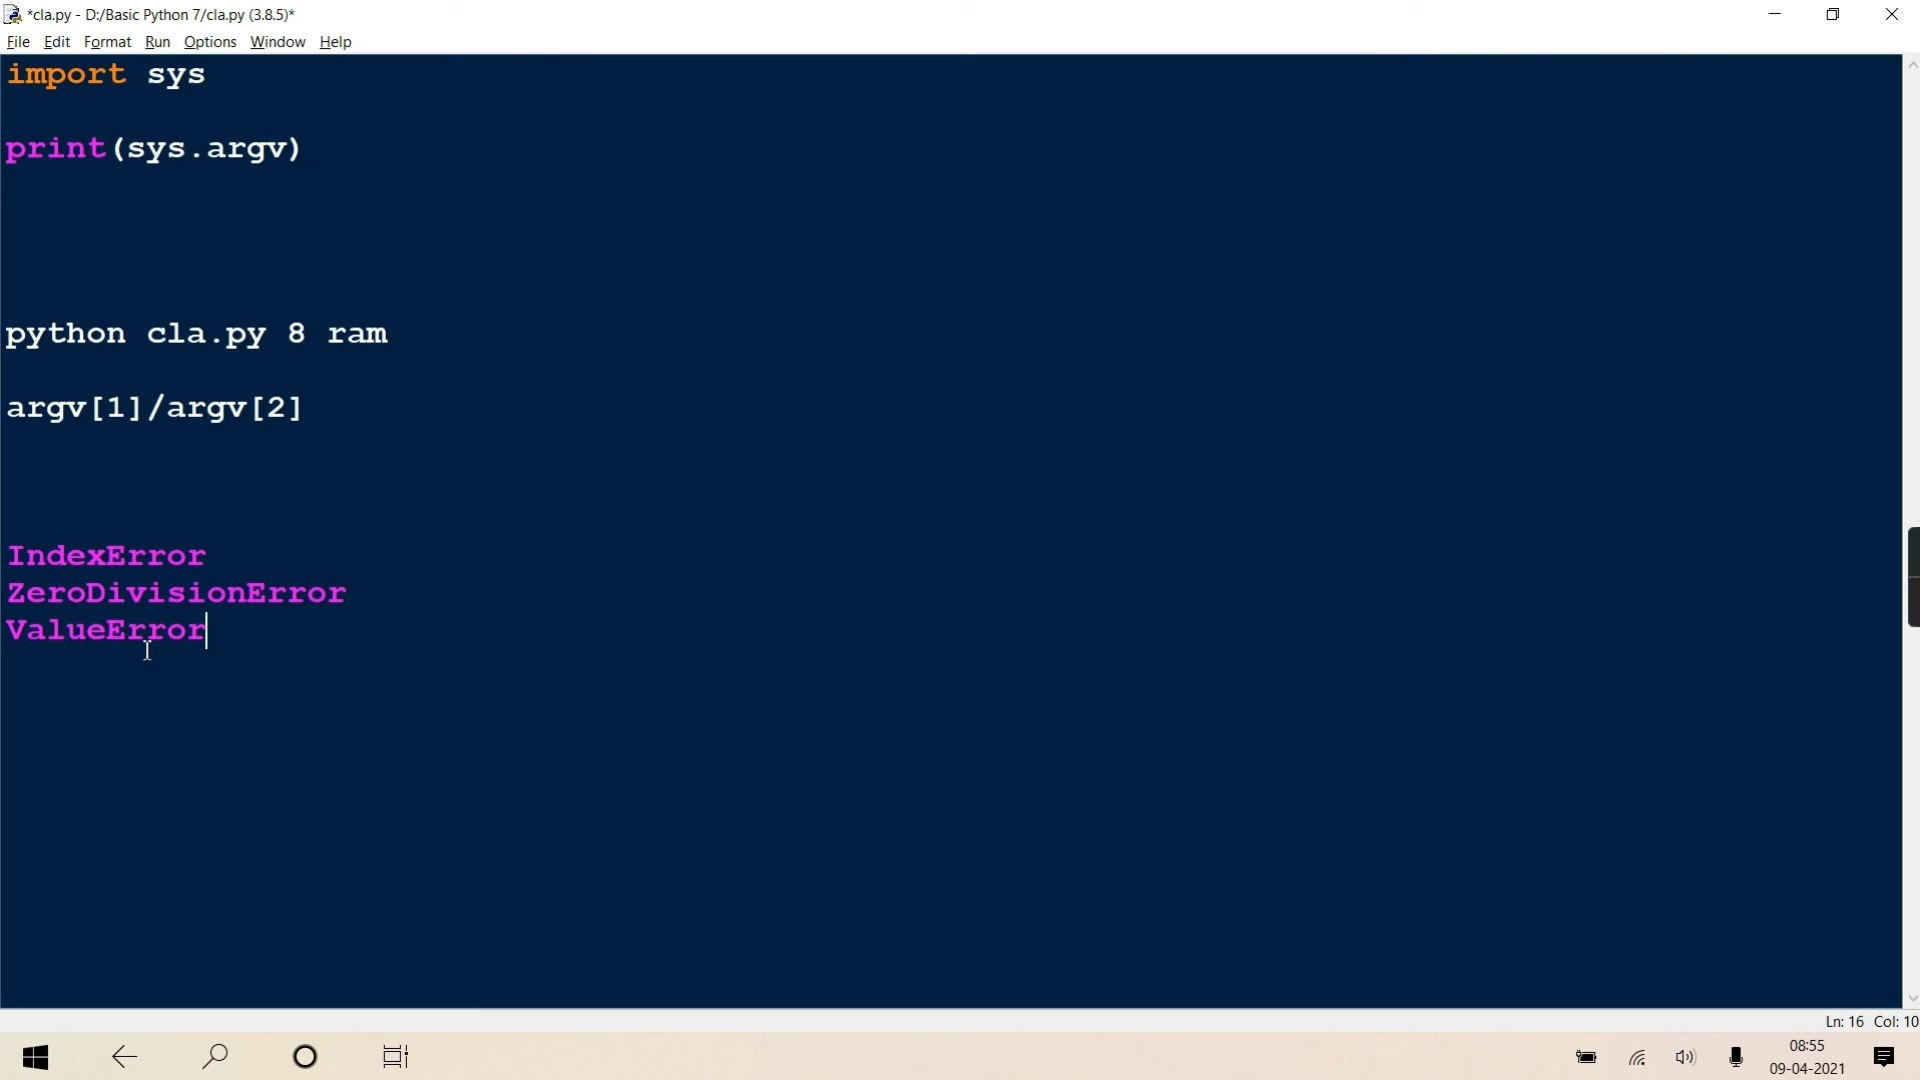 *cla.py - D:/Basic Python 7/cla.py (3.8.5)*
File Edit Format Run Options Window Help
import sys
print(sys.argv)
python cla.py 8 ram
argv[1]/argv[2]
IndexError
ZeroDivisionError
ValueError
Ln: 16 Col: 10
08:55
09-04-2021